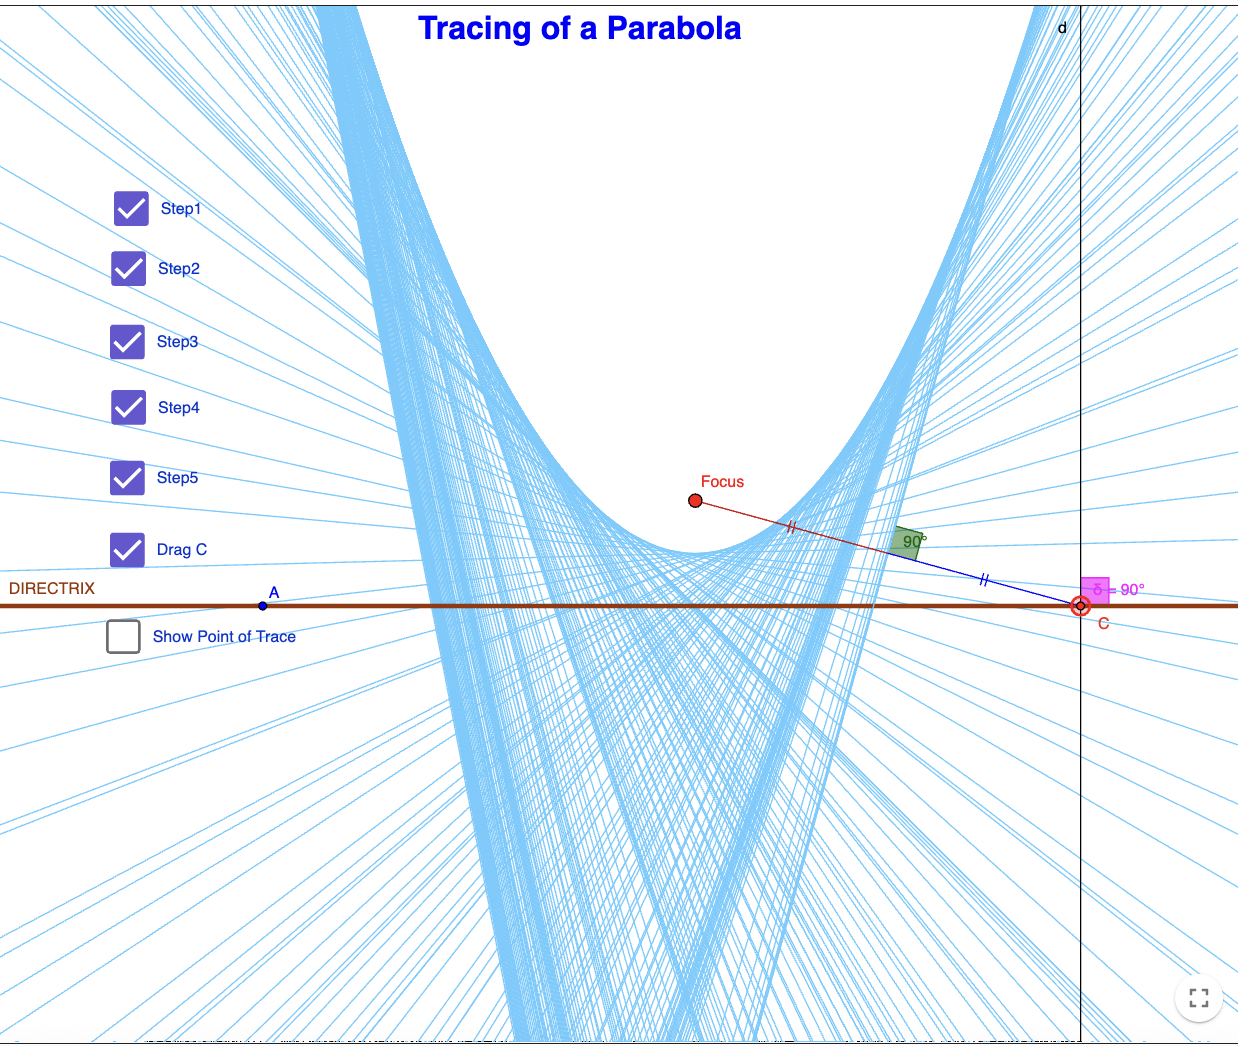 Tracing of a Parabola
d
Step1
Step2
Step3
Step4
Focus
Step5
90°
Drag C
DIRECTRIX
A
δ = 90°
C
Show Point of Trace